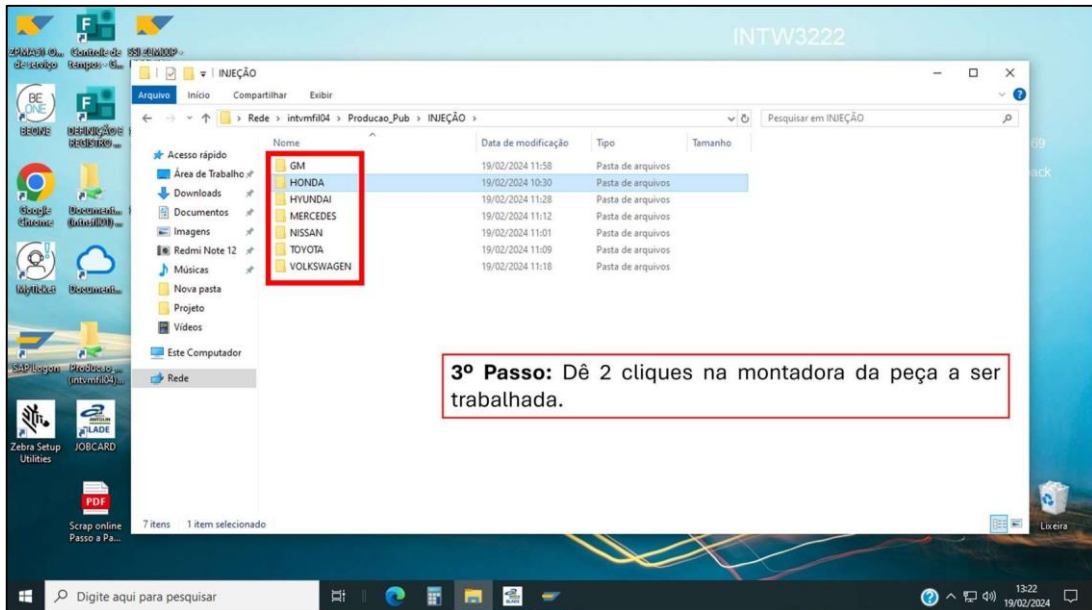 INTW3222
de serviço
BEONE
Google
Chrome
MyTicket
SAP Logon
(intvmfil04)...
Zebra Setup
Utilities
JOBCARD
PDF
Scrap online
Passo a Pa...
INJEÇÃO
Arquivo Início Compartilhar Exibir
Rede > intvmfil04 > Producao_Pub > INJEÇÃO >
Pesquisar em INJEÇÃO
Nome Data de modificação Tipo Tamanho
Acesso rápido
Área de Trabalho
Downloads
Documentos
Imagens
Redmi Note 12
Músicas
Nova pasta
Projeto
Vídeos
Este Computador
Rede
GM 19/02/2024 11:58 Pasta de arquivos
HONDA 19/02/2024 10:30 Pasta de arquivos
HYUNDAI 19/02/2024 11:28 Pasta de arquivos
MERCEDES 19/02/2024 11:12 Pasta de arquivos
NISSAN 19/02/2024 11:01 Pasta de arquivos
TOYOTA 19/02/2024 11:09 Pasta de arquivos
VOLKSWAGEN 19/02/2024 11:18 Pasta de arquivos
3º Passo: Dê 2 cliques na montadora da peça a ser
trabalhada.
7 itens 1 item selecionado
Lixeira
Digite aqui para pesquisar
13:22
19/02/2024